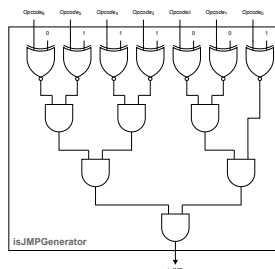 Opcode₆ Opcode₅ Opcode₄ Opcode₃ Opcode₂ Opcode₁ Opcode₀
0 1 1 1 0 0 1
isJMPGenerator